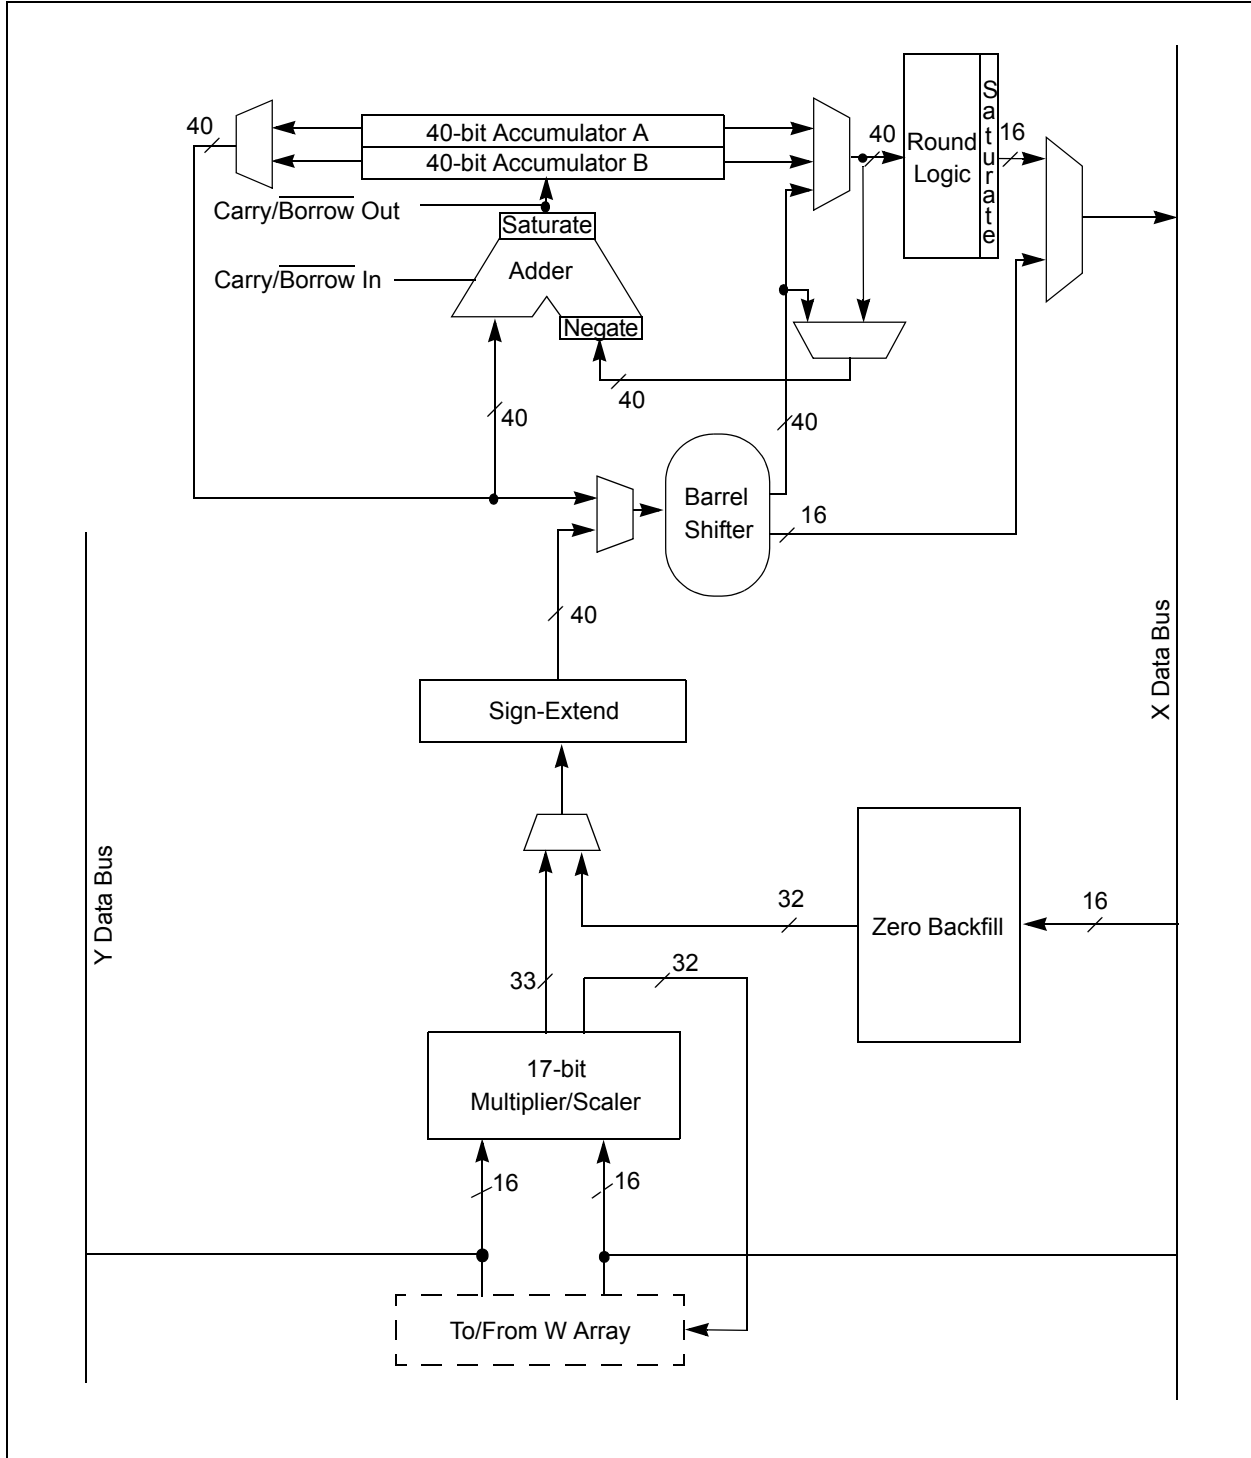 40
40-bit Accumulator A
40-bit Accumulator B
40
Round
Logic
Saturate
16
Carry/Borrow Out
Saturate
Carry/Borrow In
Adder
Negate
40
40
40
Barrel
Shifter
16
40
X Data Bus
Sign-Extend
Y Data Bus
32
Zero Backfill
16
33
32
17-bit
Multiplier/Scaler
16
16
To/From W Array